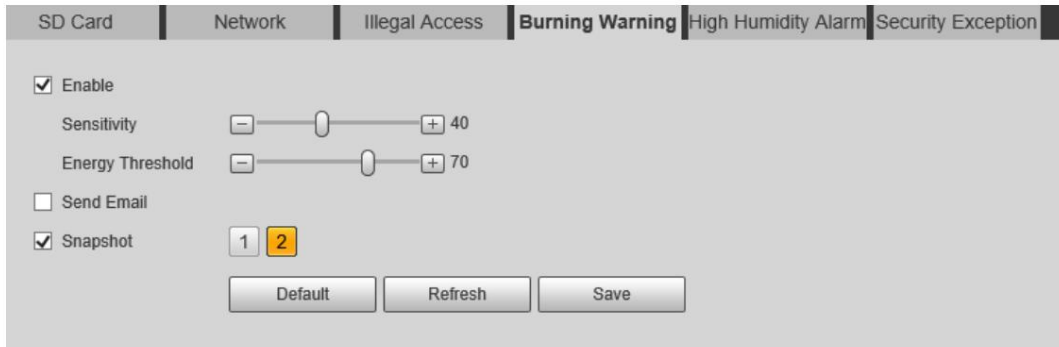 SD Card Network Illegal Access Burning Warning High Humidity Alarm Security Exception
Enable
Sensitivity 40
Energy Threshold 70
Send Email
Snapshot 1 2
Default Refresh Save